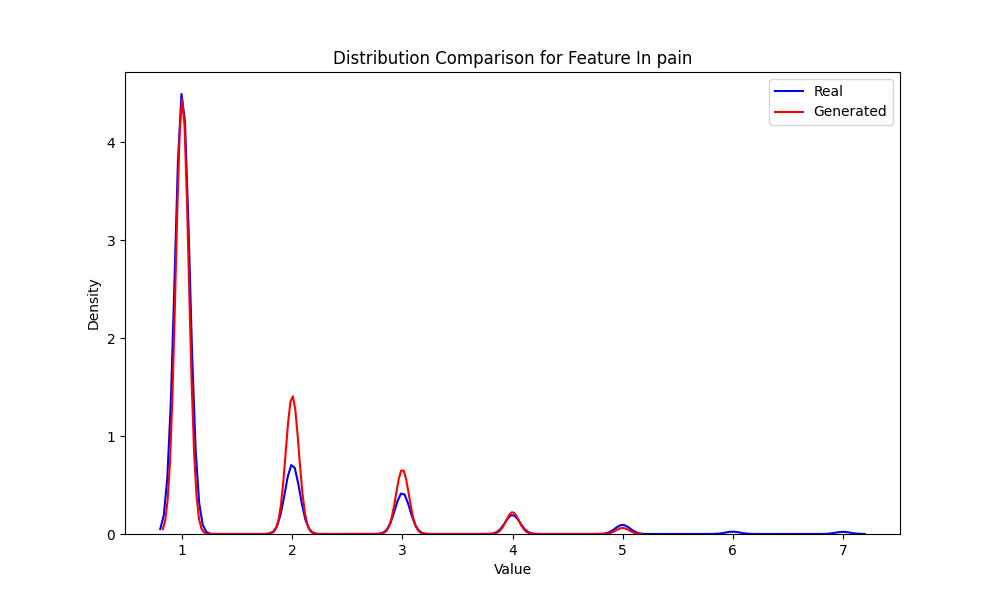 Distribution Comparison for Feature In pain
Real
Generated
4
3
2
1
0
Density
1 2 3 4 5 6 7
Value